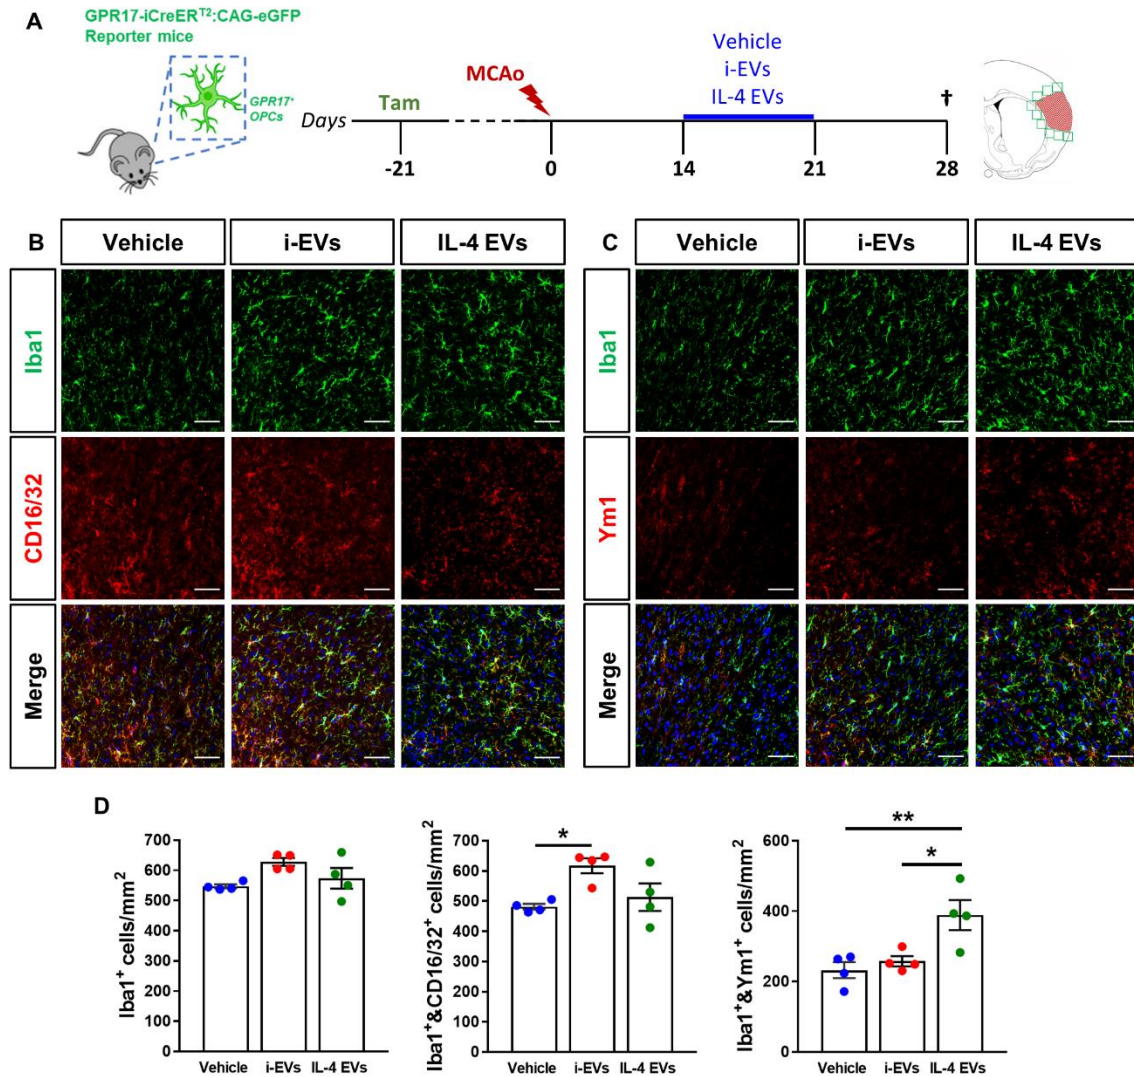 A
GPR17-iCreERT2:CAG-eGFP
Reporter mice
GPR17+
OPCs
Days
Tam
MCAo
Vehicle
i-EVs
IL-4 EVs
†
-21
0
14
21
28
B
Vehicle
i-EVs
IL-4 EVs
C
Vehicle
i-EVs
IL-4 EVs
Iba1
Iba1
CD16/32
Ym1
Merge
Merge
D
Iba1+ cells/mm2
700
600
500
400
300
200
100
0
Vehicle
i-EVs
IL-4 EVs
Iba1+&CD16/32+ cells/mm2
700
600
500
400
300
200
100
0
*
Vehicle
i-EVs
IL-4 EVs
Iba1+&Ym1+ cells/mm2
600
400
200
0
**
*
Vehicle
i-EVs
IL-4 EVs